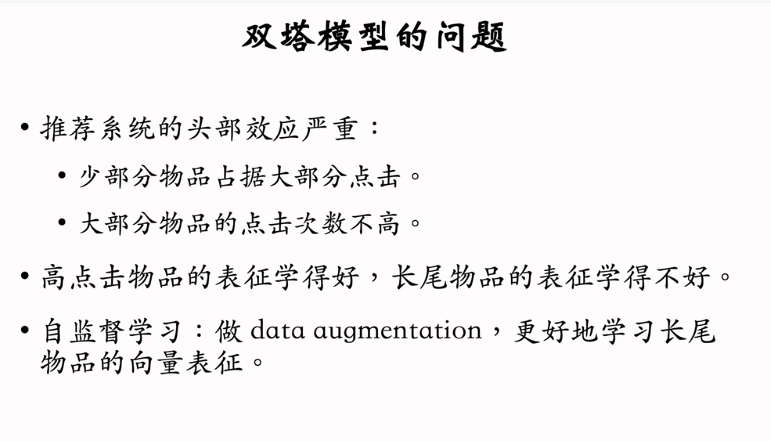 双塔模型的问题
• 推荐系统的头部效应严重：
• 少部分物品占据大部分点击。
• 大部分物品的点击次数不高。
• 高点击物品的表征学得好，长尾物品的表征学得不好。
• 自监督学习：做 data augmentation，更好地学习长尾
物品的向量表征。